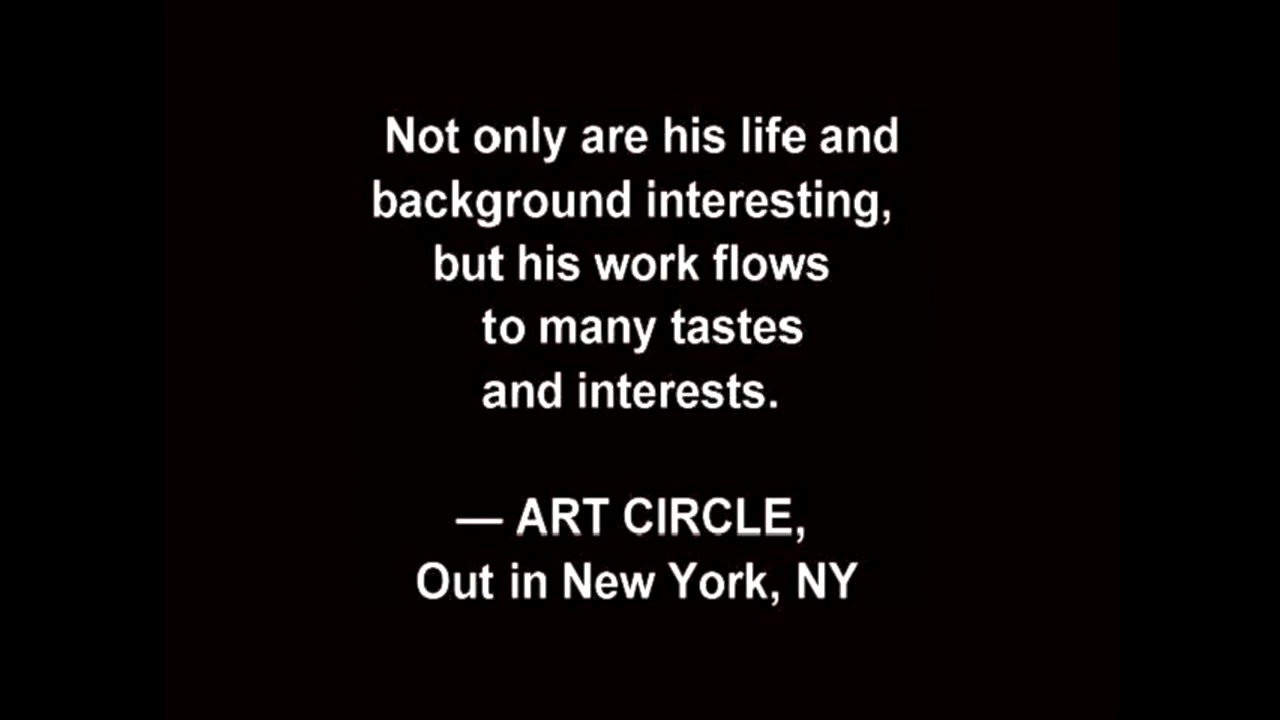 Not only are his life and
background interesting,
but his work flows
to many tastes
and interests.
— ART CIRCLE,
Out in New York, NY